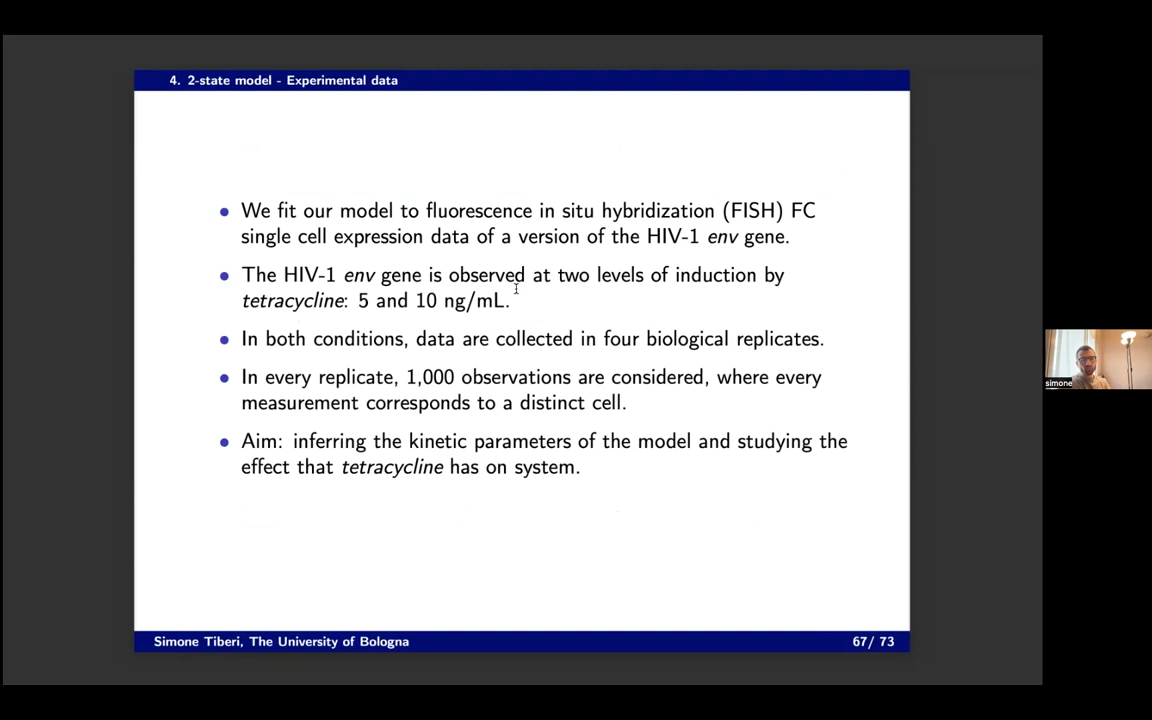 4. 2-state model - Experimental data
• We fit our model to fluorescence in situ hybridization (FISH) FC
single cell expression data of a version of the HIV-1 env gene.
• The HIV-1 env gene is observed at two levels of induction by
tetracycline: 5 and 10 ng/mL.
• In both conditions, data are collected in four biological replicates.
• In every replicate, 1,000 observations are considered, where every
measurement corresponds to a distinct cell.
• Aim: inferring the kinetic parameters of the model and studying the
effect that tetracycline has on system.
simone
Simone Tiberi, The University of Bologna
67/ 73